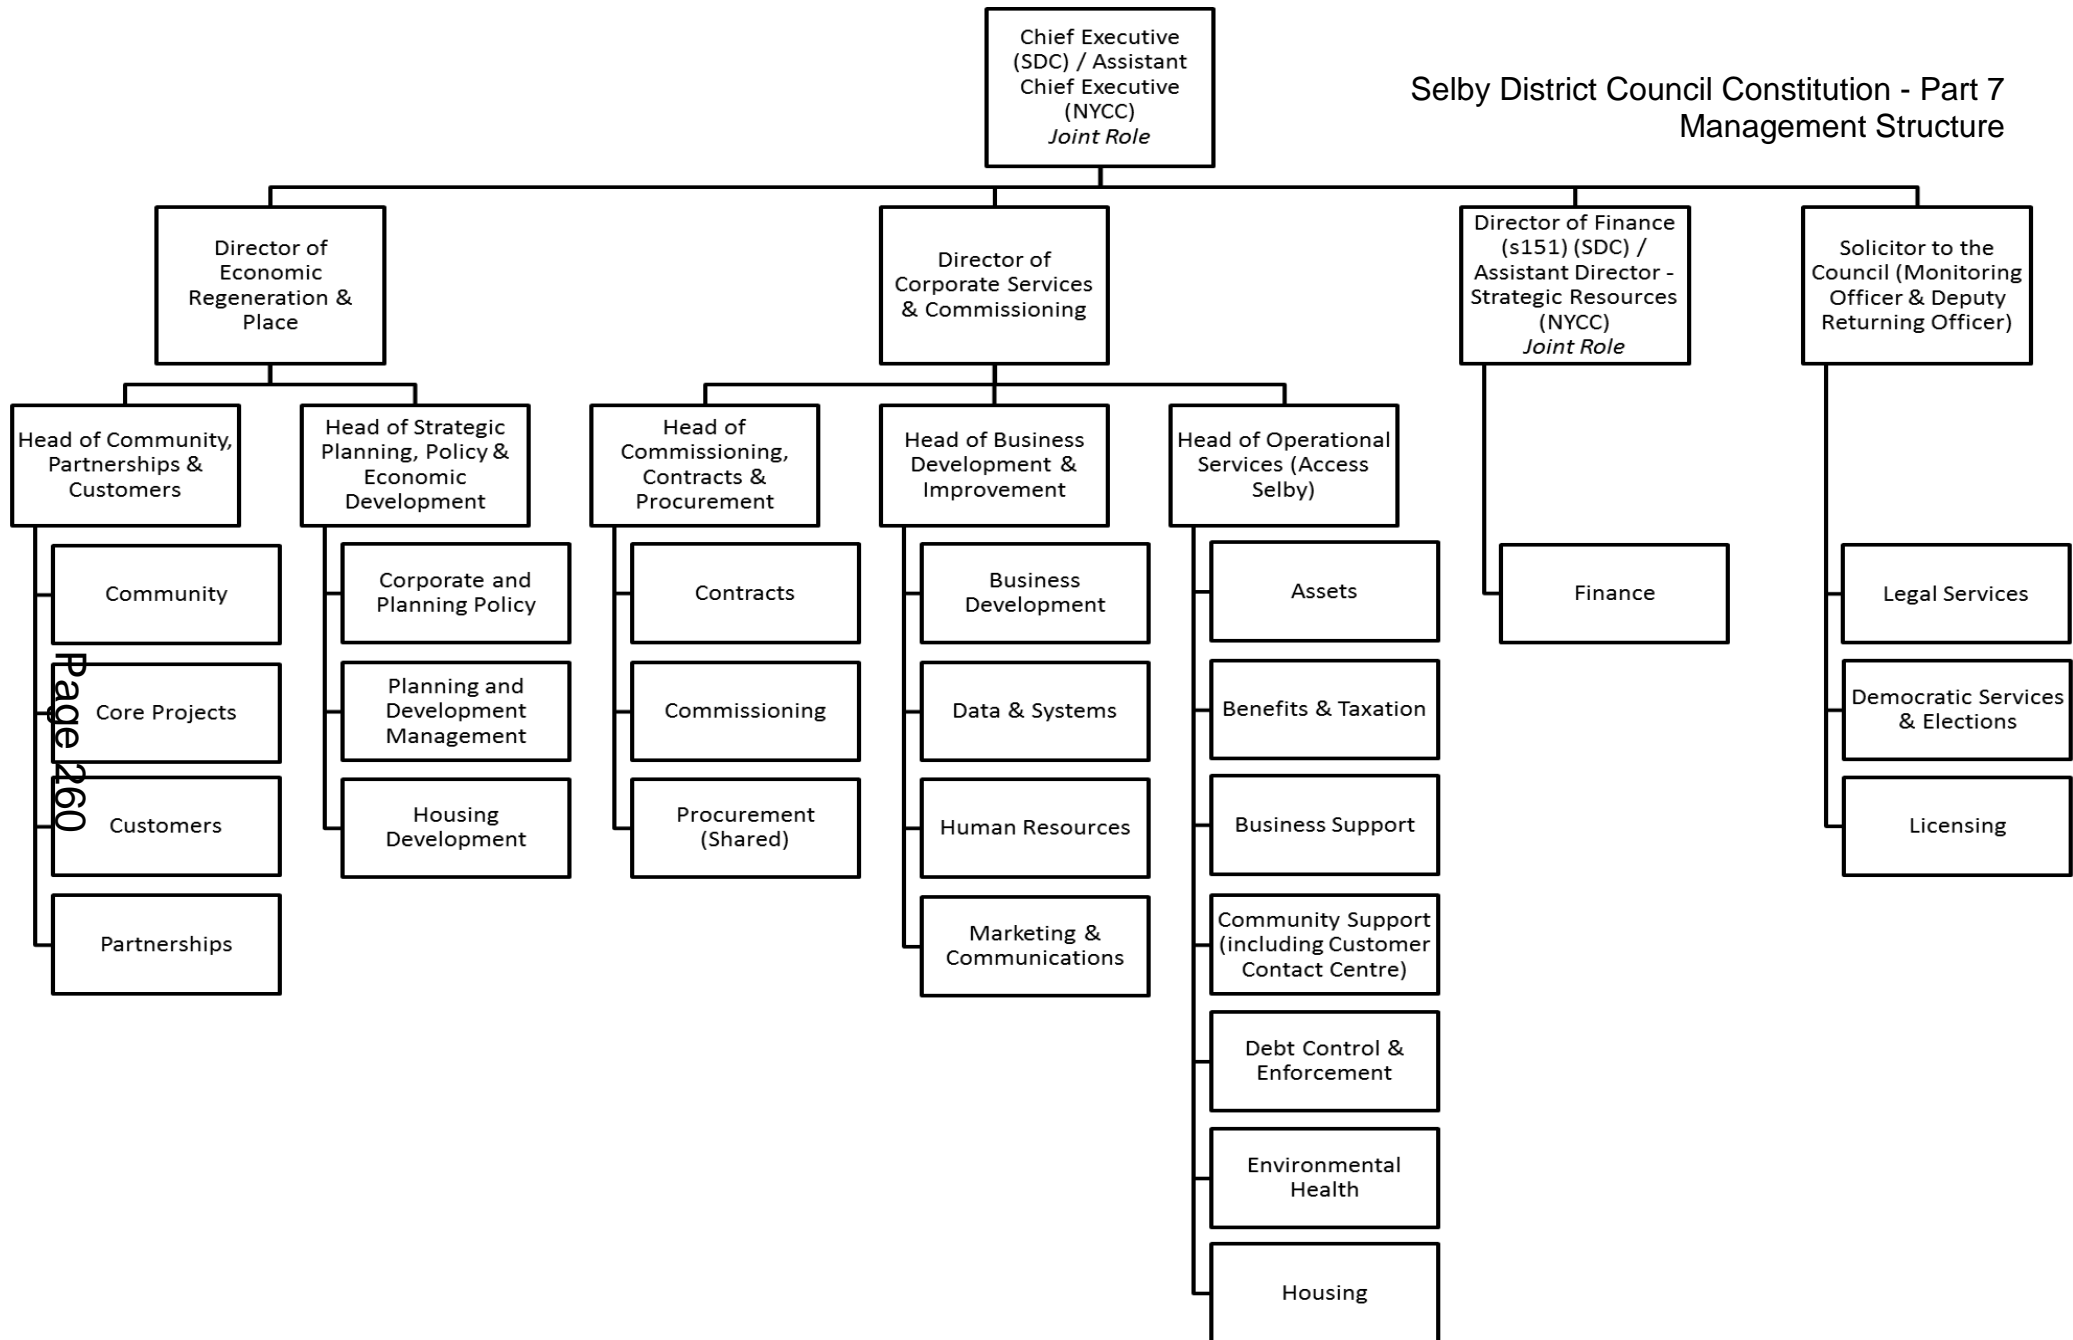 Chief Executive
(SDC) / Assistant
Chief Executive
(NYCC)
Joint Role
Selby District Council Constitution - Part 7
Management Structure
Director of
Economic
Regeneration &
Place
Director of
Corporate Services
& Commissioning
Director of Finance
(s151) (SDC) /
Assistant Director -
Strategic Resources
(NYCC)
Joint Role
Solicitor to the
Council (Monitoring
Officer & Deputy
Returning Officer)
Head of Community,
Partnerships &
Customers
Head of Strategic
Planning, Policy &
Economic
Development
Head of
Commissioning,
Contracts &
Procurement
Head of Business
Development &
Improvement
Head of Operational
Services (Access
Selby)
Community
Core Projects
Customers
Partnerships
Corporate and
Planning Policy
Planning and
Development
Management
Housing
Development
Contracts
Commissioning
Procurement
(Shared)
Business
Development
Data & Systems
Human Resources
Marketing &
Communications
Assets
Benefits & Taxation
Business Support
Community Support
(including Customer
Contact Centre)
Debt Control &
Enforcement
Environmental
Health
Housing
Finance
Legal Services
Democratic Services
& Elections
Licensing
Page 260